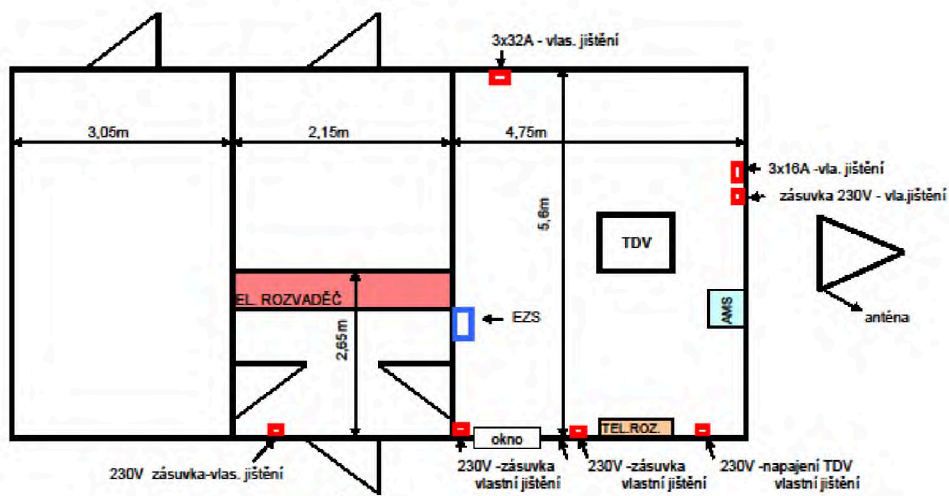 3x32A - vlas. jištění
3,05m
2,15m
4,75m
3x16A -vla. jištění
zásuvka 230V - vla.jištění
5,6m
TDV
EL. ROZVADĚČ
EZS
AMS
anténa
2,65m
okno
TEL.ROZ.
230V zásuvka-vlas. jištění
230V -zásuvka
vlastní jištění
230V -zásuvka
vlastní jištění
230V -napajení TDV
vlastní jištění